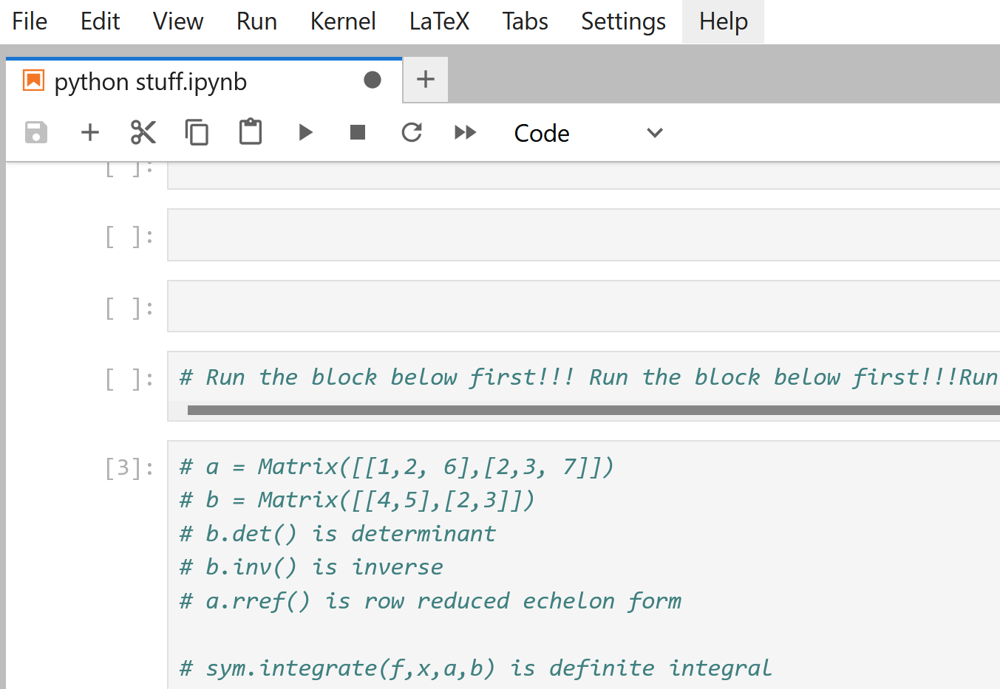 File Edit View Run Kernel LaTeX Tabs Settings Help
python stuff.ipynb
Code
[ ]:
[ ]:
[ ]:
[ ]: # Run the block below first!!! Run the block below first!!!Run
[3]: # a = Matrix([[1,2, 6],[2,3, 7]])
# b = Matrix([[4,5],[2,3]])
# b.det() is determinant
# b.inv() is inverse
# a.rref() is row reduced echelon form
# sym.integrate(f,x,a,b) is definite integral